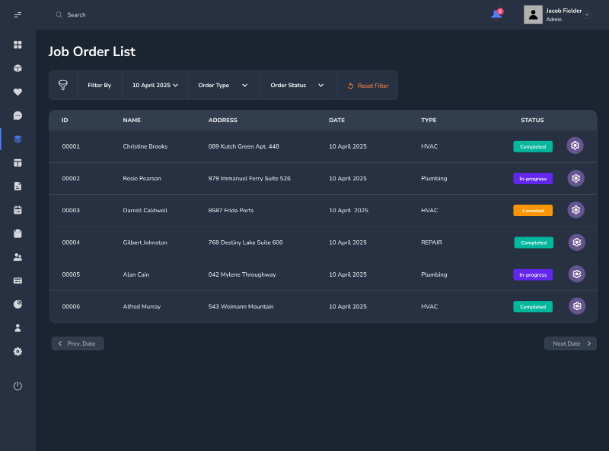 Search
6
Jacob Fielder
Admin
Job Order List
Filter By 10 April 2025 Order Type Order Status Reset Filter
ID NAME ADDRESS DATE TYPE STATUS
00001 Christine Brooks 089 Kutch Green Apt. 448 10 April 2025 HVAC Completed
00002 Rosie Pearson 979 Immanuel Ferry Suite 526 10 April 2025 Plumbing In-progress
00003 Darrell Caldwell 8587 Frida Ports 10 April 2025 HVAC Canceled
00004 Gilbert Johnston 768 Destiny Lake Suite 600 10 April 2025 REPAIR Completed
00005 Alan Cain 042 Mylene Throughway 10 April 2025 Plumbing In-progress
00006 Alfred Murray 543 Weimann Mountain 10 April 2025 HVAC Completed
Prev. Date Next Date